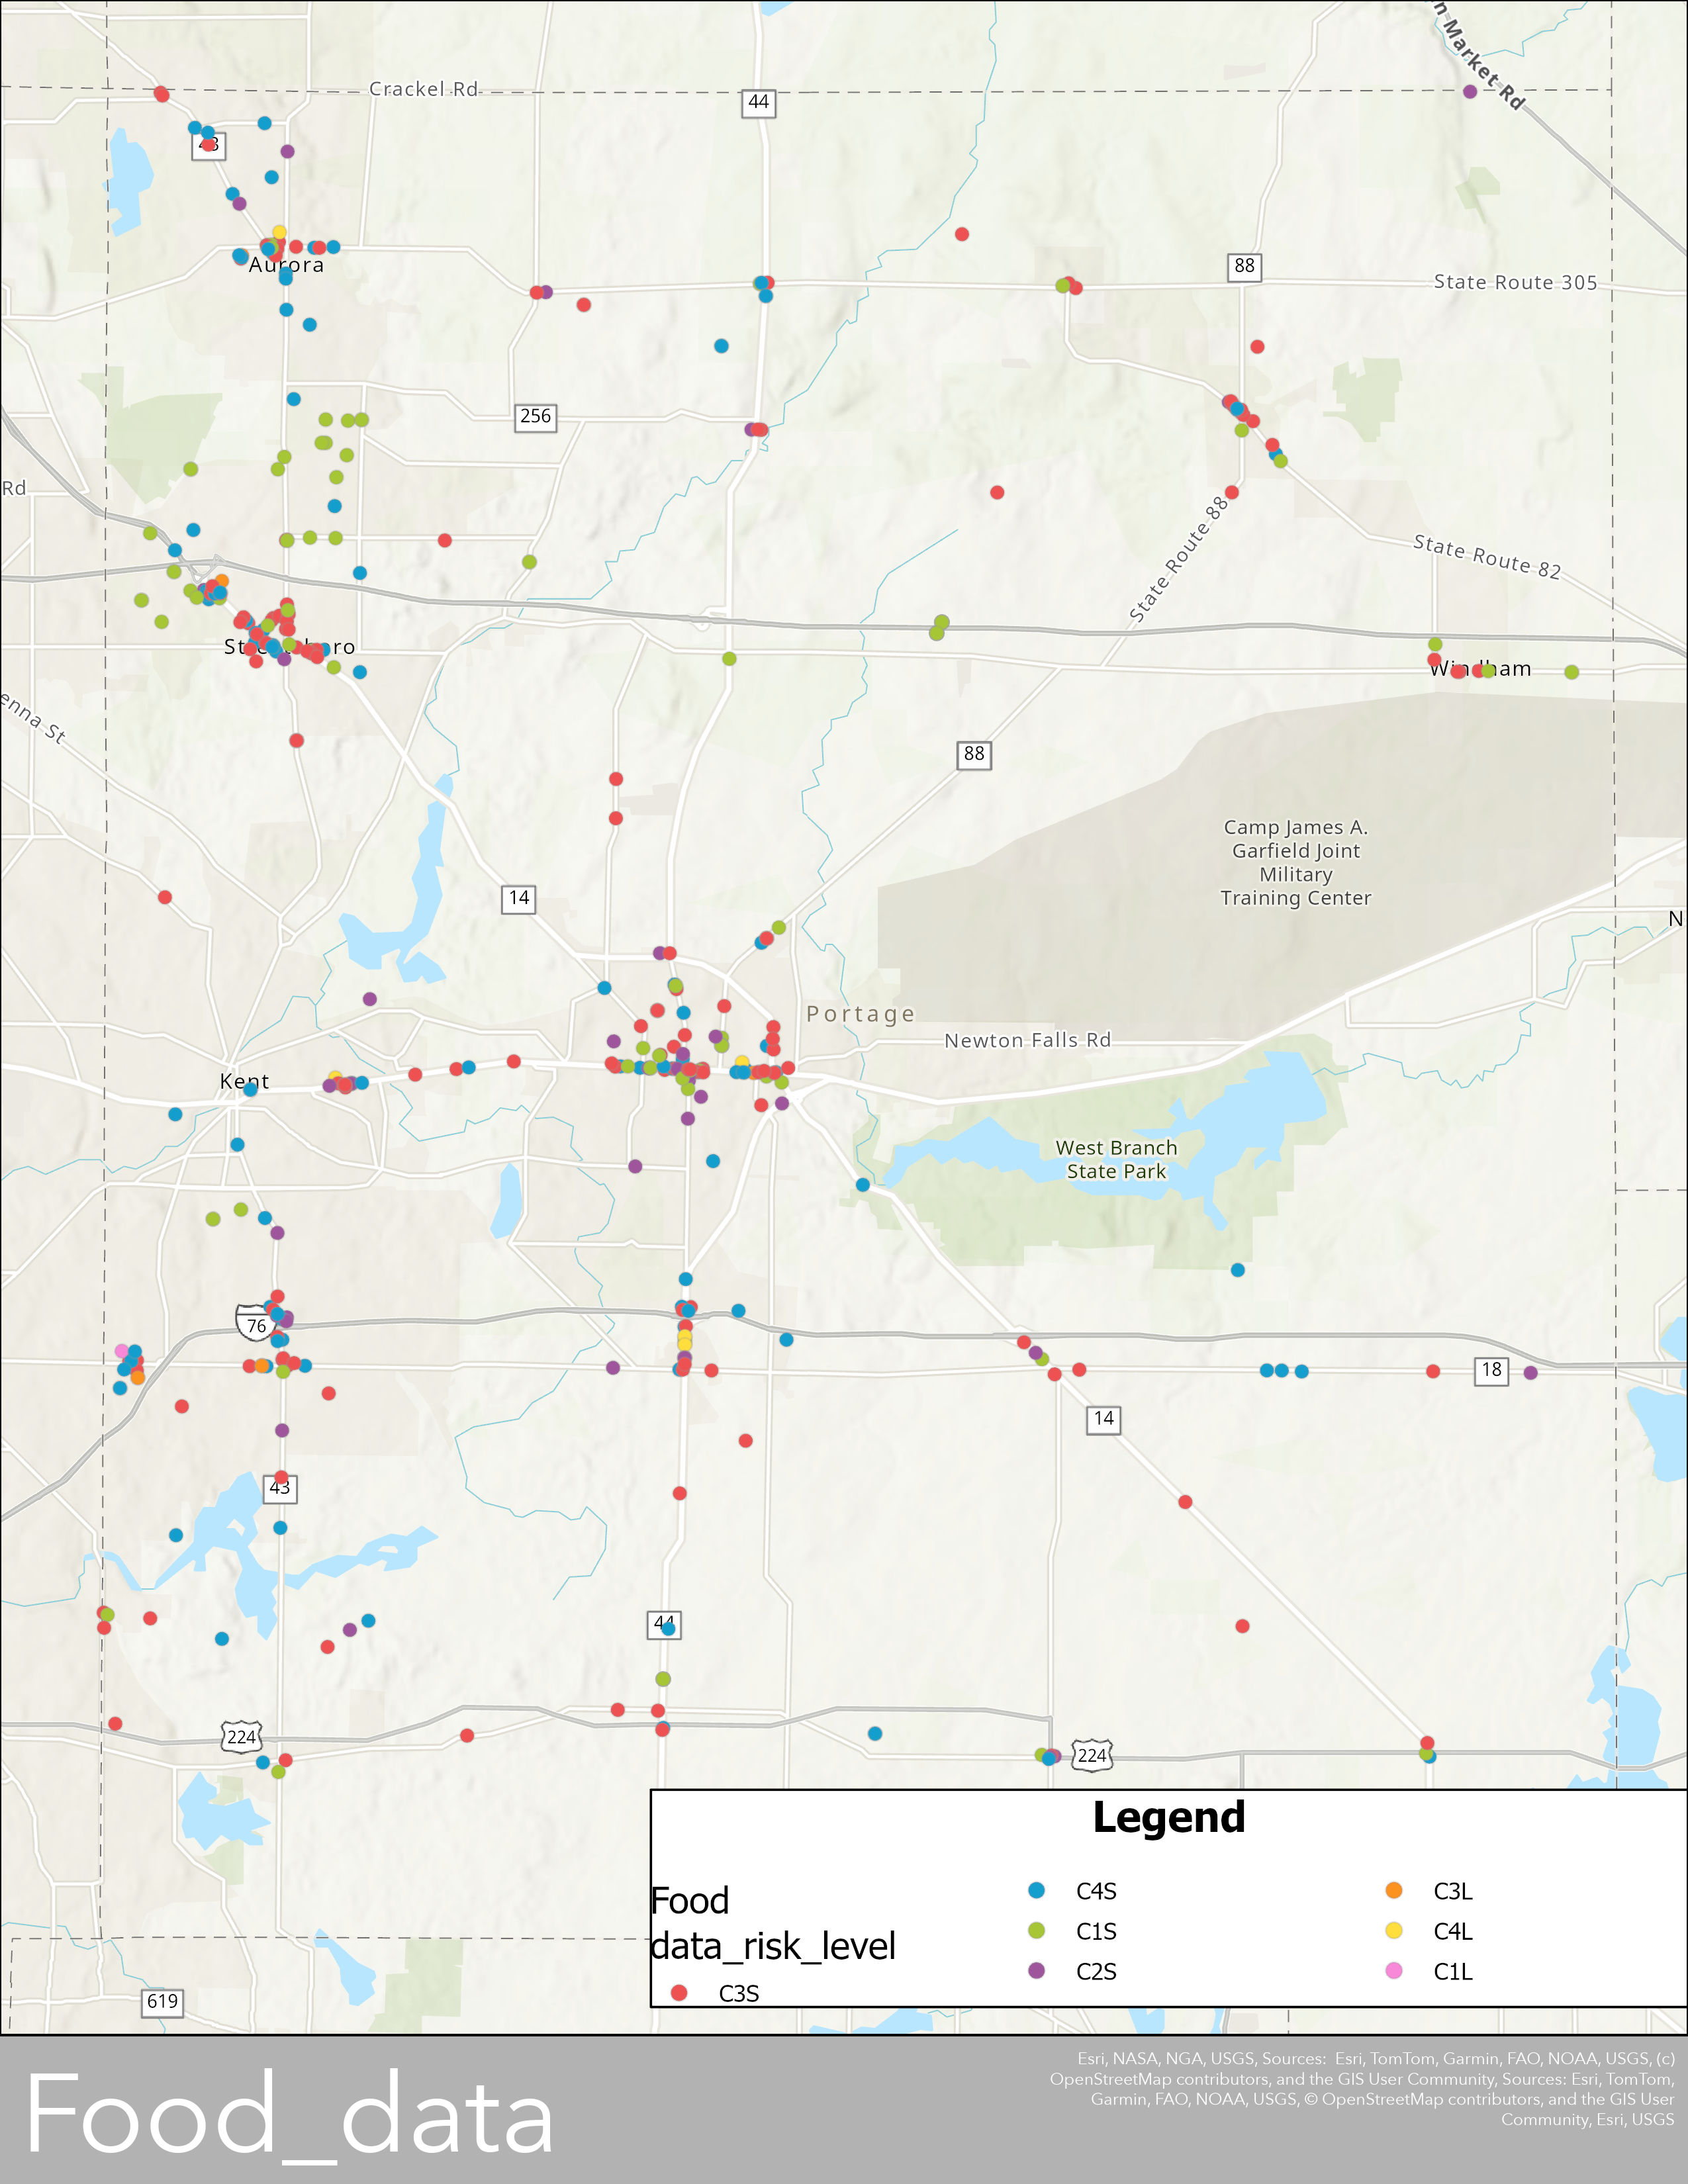 n Market Rd
Crackel Rd
44
43
Aurora
88
State Route 305
256
Rd
State Route 88
State Route 82
St ro
Windham
enna St
88
Camp James A.
Garfield Joint
Military
Training Center
14
N
Portage
Newton Falls Rd
Kent
West Branch
State Park
76
18
14
43
44
224
224
Legend
Food
data_risk_level
C3S
C4S
C1S
C2S
C3L
C4L
C1L
619
Food_data
Esri, NASA, NGA, USGS, Sources: Esri, TomTom, Garmin, FAO, NOAA, USGS, (c)
OpenStreetMap contributors, and the GIS User Community, Sources: Esri, TomTom,
Garmin, FAO, NOAA, USGS, © OpenStreetMap contributors, and the GIS User
Community, Esri, USGS